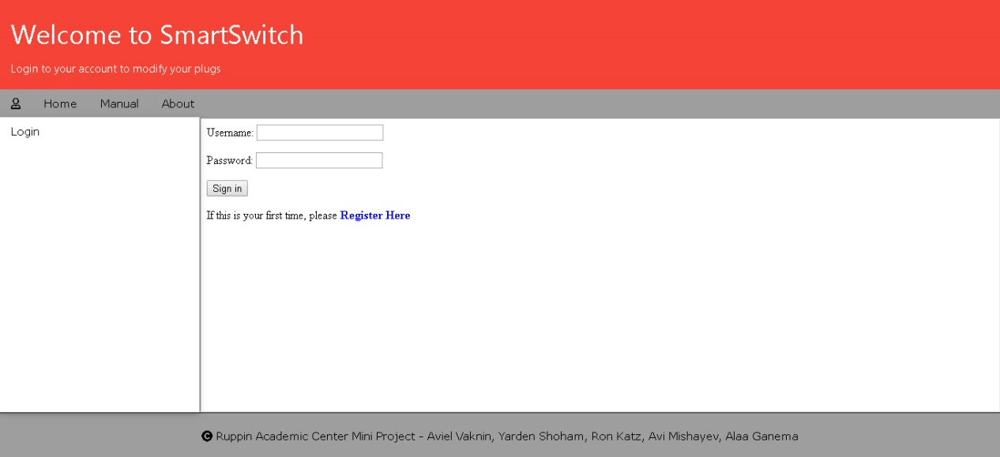 Welcome to SmartSwitch
Login to your account to modify your plugs
Home Manual About
Login
Username:
Password:
Sign in
If this is your first time, please Register Here
Ruppin Academic Center Mini Project - Aviel Vaknin, Yarden Shoham, Ron Katz, Avi Mishayev, Alaa Ganema